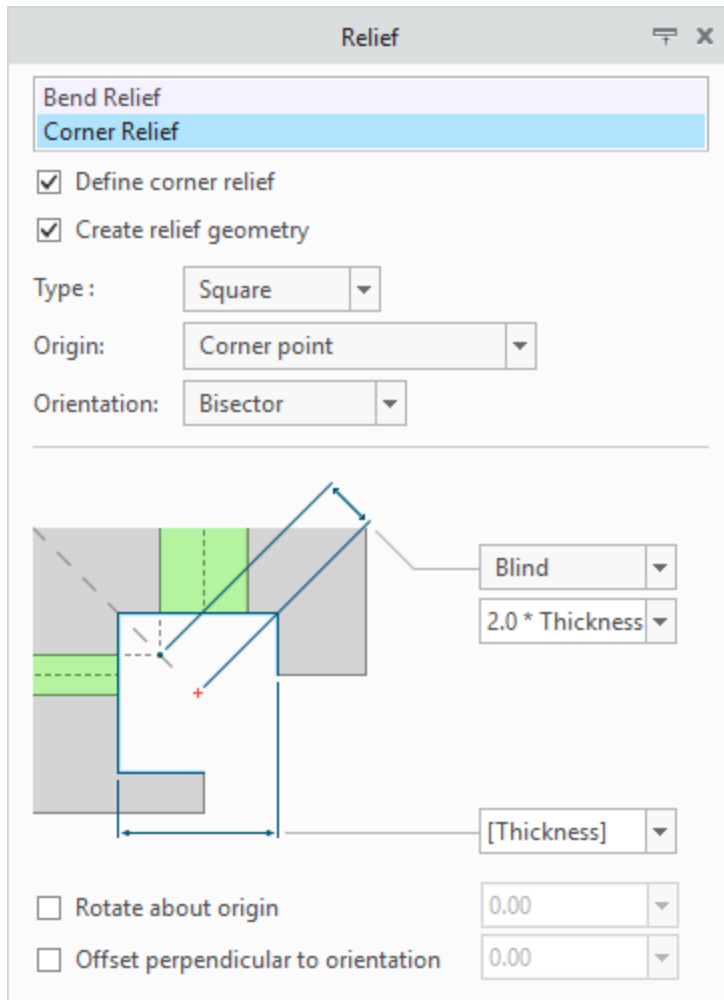 Relief
Bend Relief
Corner Relief
Define corner relief
Create relief geometry
Type :
Square
Origin:
Corner point
Orientation:
Bisector
Blind
2.0 * Thickness
[Thickness]
Rotate about origin
0.00
Offset perpendicular to orientation
0.00